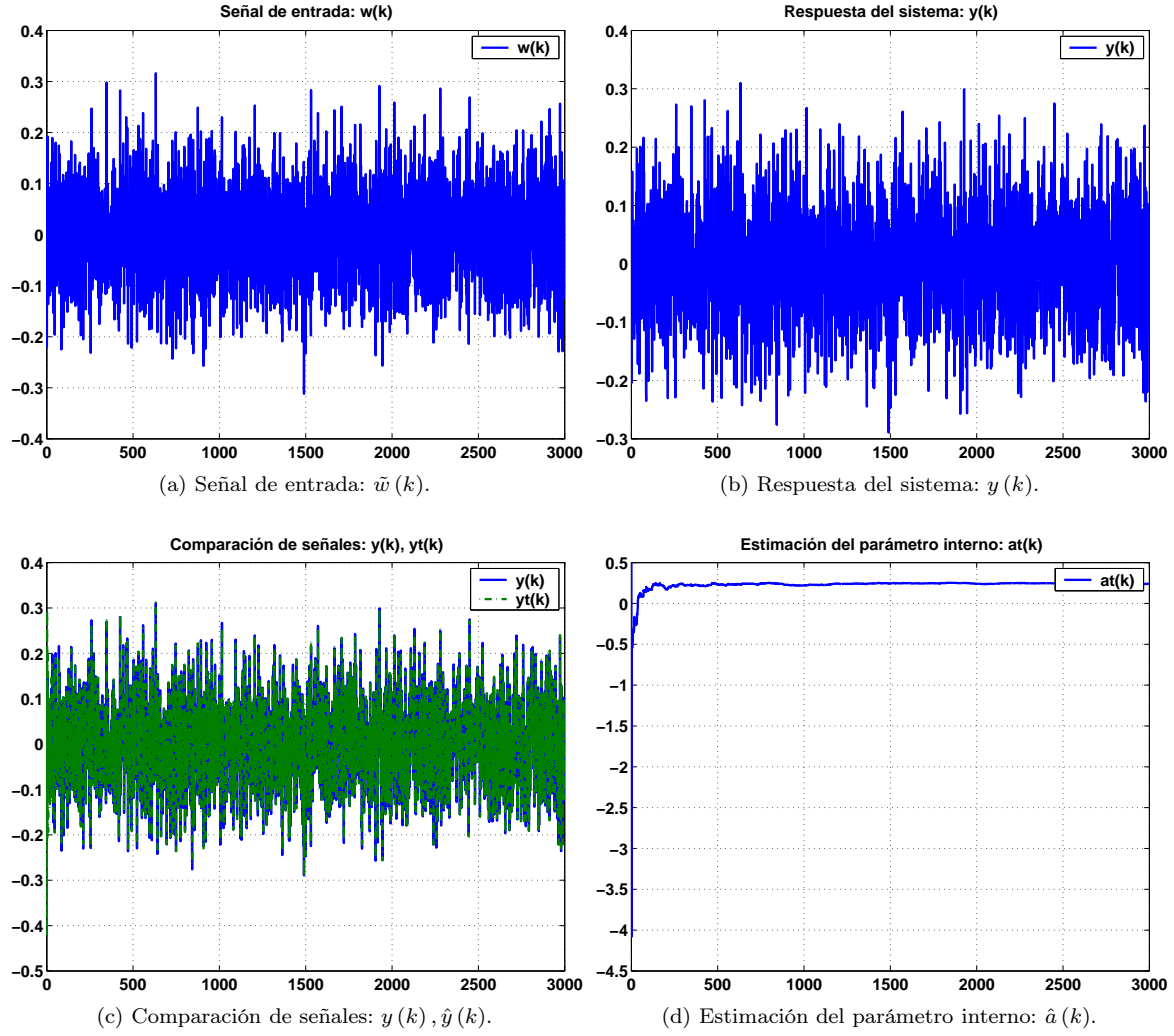 Señal de entrada: w(k)
0.4
0.3
0.2
0.1
0
−0.1
−0.2
−0.3
−0.4
0 500 1000 1500 2000 2500 3000
w(k)
(a) Señal de entrada: w̃ (k).
Respuesta del sistema: y(k)
0.4
0.3
0.2
0.1
0
−0.1
−0.2
−0.3
0 500 1000 1500 2000 2500 3000
y(k)
(b) Respuesta del sistema: y (k).
Comparación de señales: y(k), yt(k)
0.4
0.3
0.2
0.1
0
−0.1
−0.2
−0.3
−0.4
−0.5
0 500 1000 1500 2000 2500 3000
y(k)
yt(k)
(c) Comparación de señales: y (k) , ŷ (k).
Estimación del parámetro interno: at(k)
0.5
0
−0.5
−1
−1.5
−2
−2.5
−3
−3.5
−4
−4.5
0 500 1000 1500 2000 2500 3000
at(k)
(d) Estimación del parámetro interno: â (k).